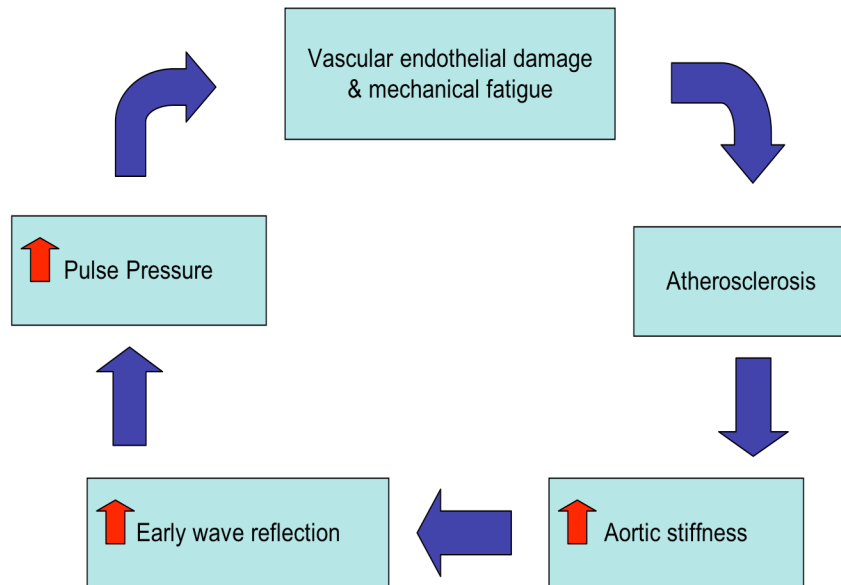 Vascular endothelial damage
& mechanical fatigue
Pulse Pressure
Atherosclerosis
Early wave reflection
Aortic stiffness